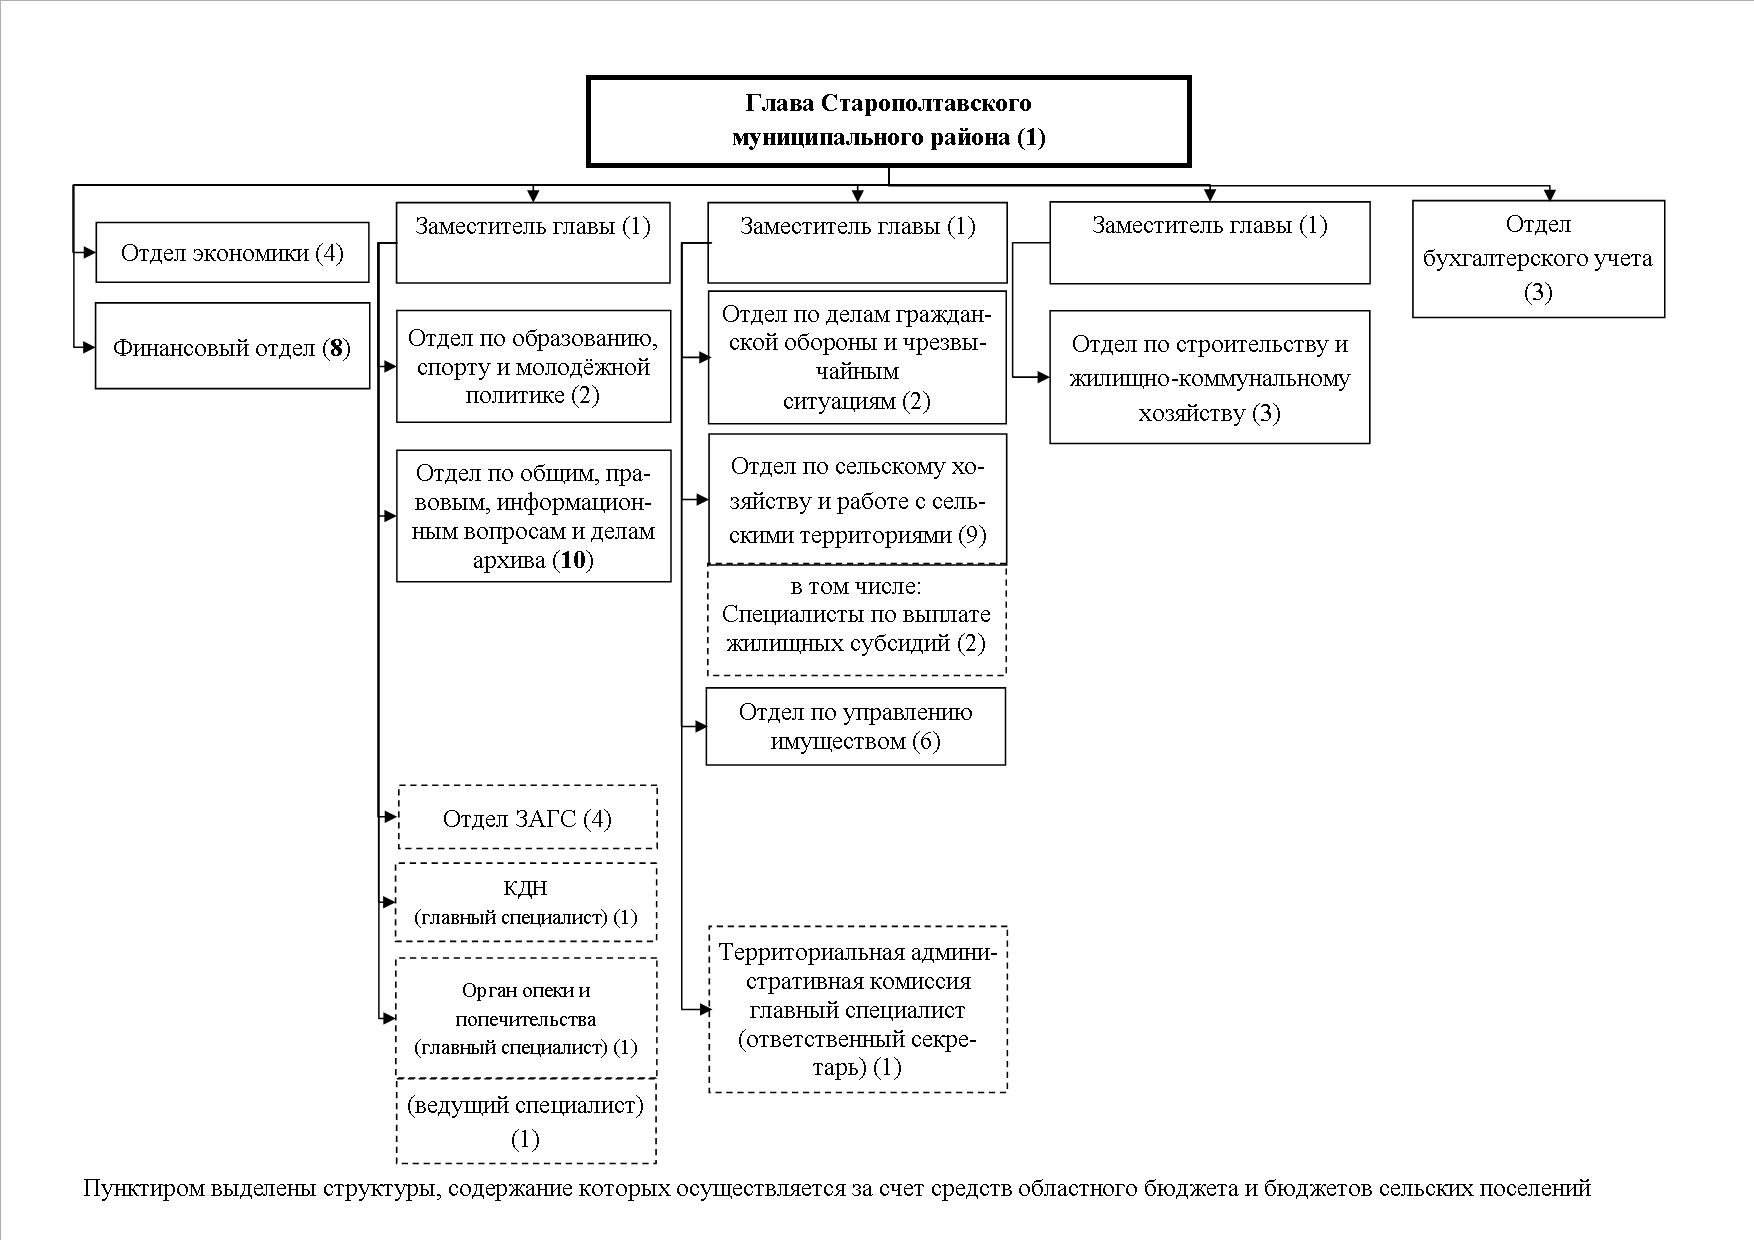 Глава Старополтавского
муниципального района (1)
Отдел экономики (4)
Финансовый отдел (8)
Заместитель главы (1)
Отдел по образованию,
спорту и молодёжной
политике (2)
Отдел по общим, пра-
вовым, информацион-
ным вопросам и делам
архива (10)
Отдел ЗАГС (4)
КДН
(главный специалист) (1)
Орган опеки и
попечительства
(главный специалист) (1)
(ведущий специалист)
(1)
Заместитель главы (1)
Отдел по делам граждан-
ской обороны и чрезвы-
чайным
ситуациям (2)
Отдел по сельскому хо-
зяйству и работе с сель-
скими территориями (9)
в том числе:
Специалисты по выплате
жилищных субсидий (2)
Отдел по управлению
имуществом (6)
Территориальная админи-
стративная комиссия
главный специалист
(ответственный секре-
тарь) (1)
Заместитель главы (1)
Отдел по строительству и
жилищно-коммунальному
хозяйству (3)
Отдел
бухгалтерского учета
(3)
Пунктиром выделены структуры, содержание которых осуществляется за счет средств областного бюджета и бюджетов сельских поселений